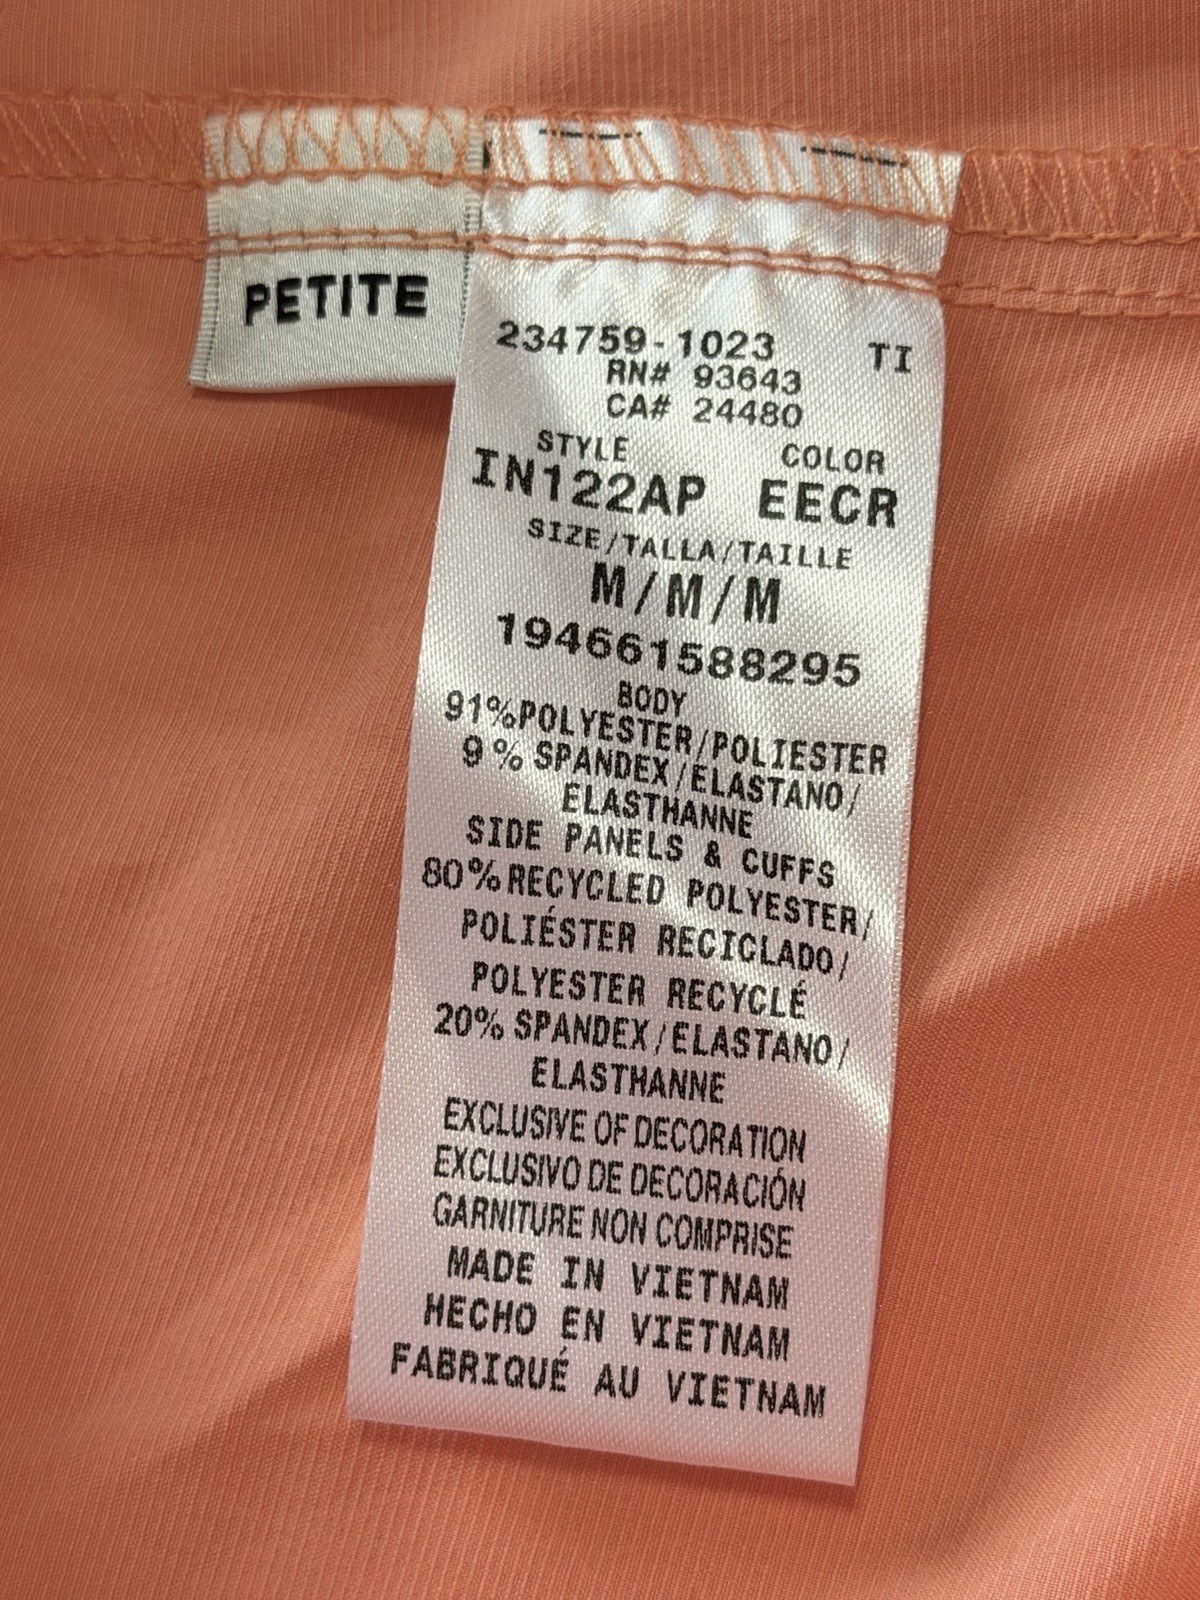 PETITE
234759-1023 TI
RN# 93643
CA# 24480
STYLE COLOR
IN122AP EECR
SIZE/TALLA/TAILLE
M/M/M
194661588295
BODY
91%POLYESTER/POLIESTER
9% SPANDEX/ELASTANO/
ELASTHANNE
SIDE PANELS & CUFFS
80%RECYCLED POLYESTER/
POLIÉSTER RECICLADO/
POLYESTER RECYCLÉ
20% SPANDEX/ELASTANO/
ELASTHANNE
EXCLUSIVE OF DECORATION
EXCLUSIVO DE DECORACIÓN
GARNITURE NON COMPRISE
MADE IN VIETNAM
HECHO EN VIETNAM
FABRIQUÉ AU VIETNAM